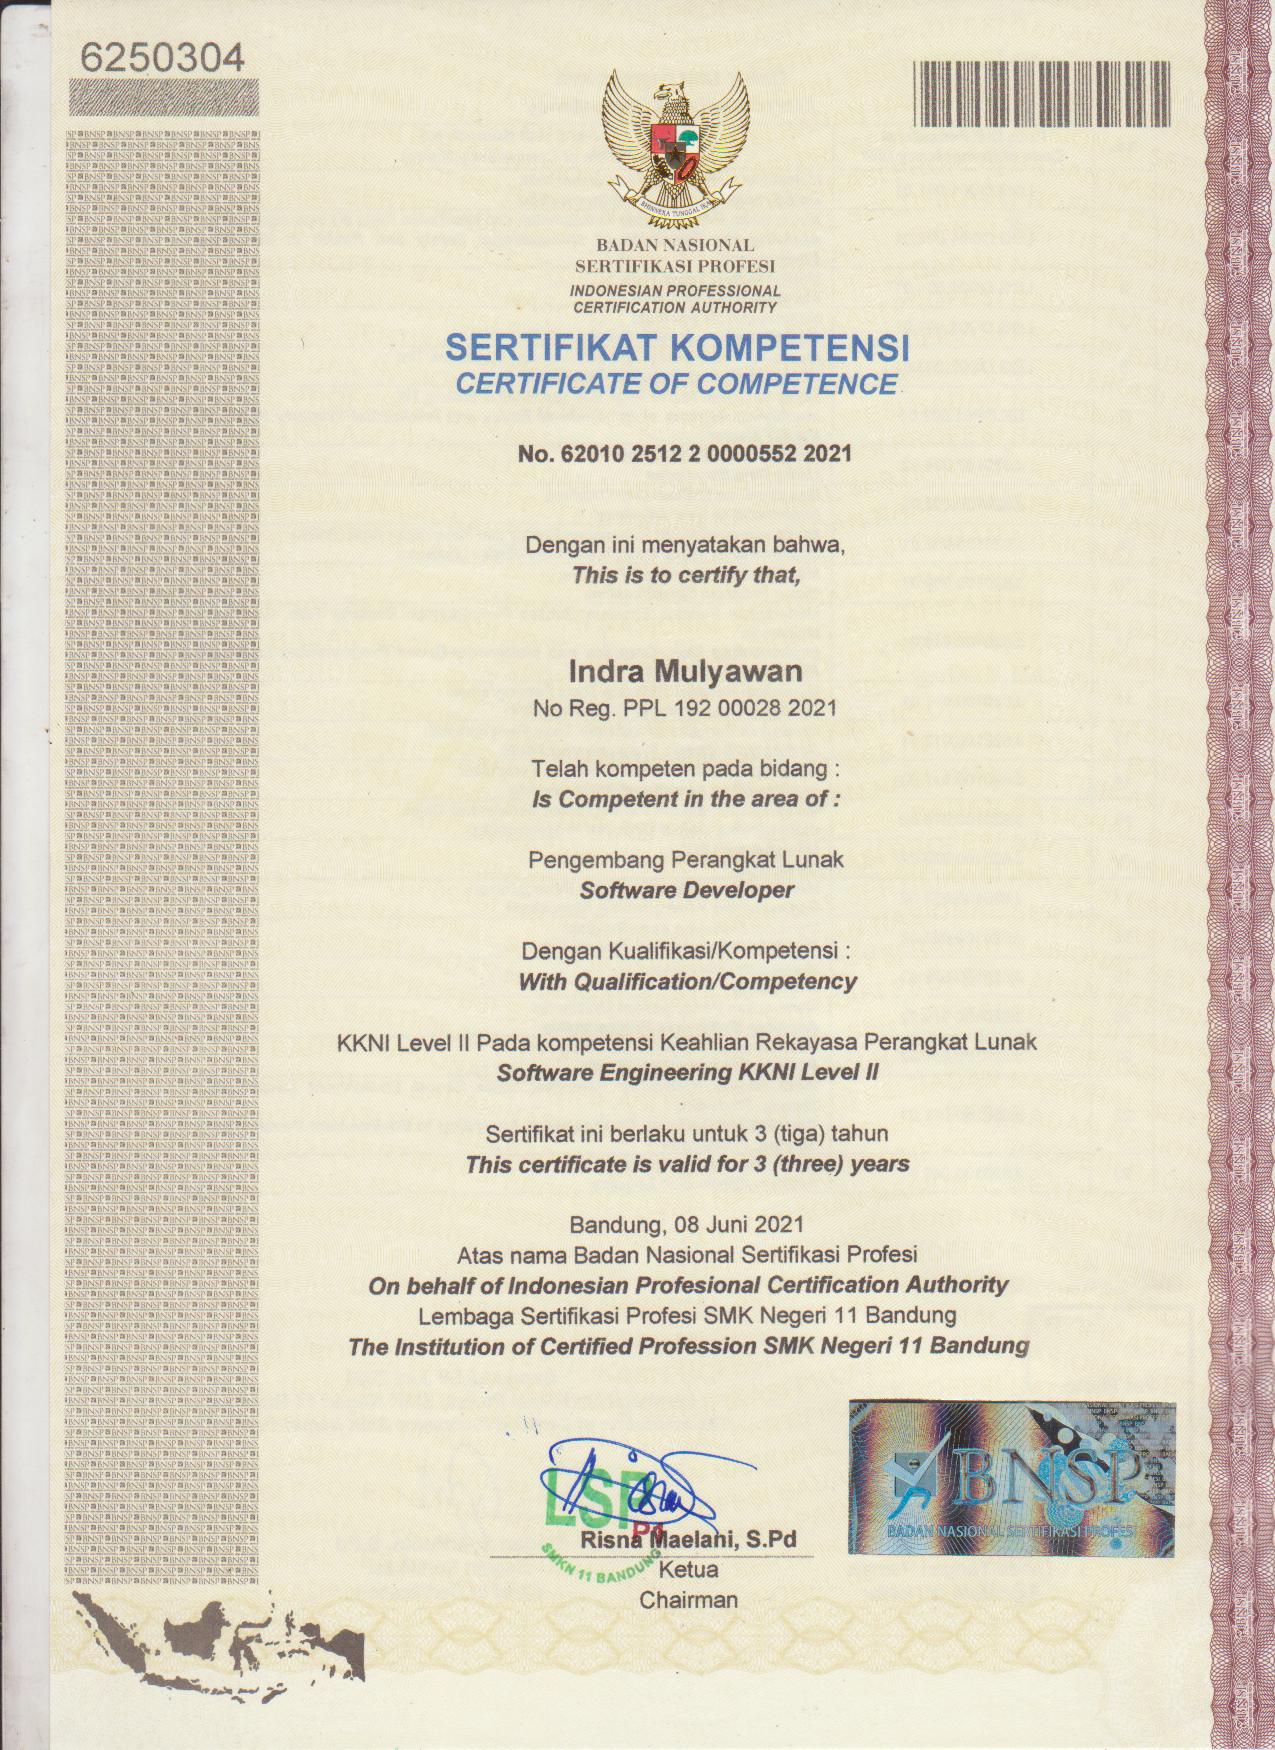 6250304
BHINNEKA TUNGGAL IKA
BADAN NASIONAL
SERTIFIKASI PROFESI
INDONESIAN PROFESSIONAL
CERTIFICATION AUTHORITY
SERTIFIKAT KOMPETENSI
CERTIFICATE OF COMPETENCE
No. 62010 2512 2 0000552 2021
Dengan ini menyatakan bahwa,
This is to certify that,
Indra Mulyawan
No Reg. PPL 192 00028 2021
Telah kompeten pada bidang :
Is Competent in the area of :
Pengembang Perangkat Lunak
Software Developer
Dengan Kualifikasi/Kompetensi :
With Qualification/Competency
KKNI Level II Pada kompetensi Keahlian Rekayasa Perangkat Lunak
Software Engineering KKNI Level II
Sertifikat ini berlaku untuk 3 (tiga) tahun
This certificate is valid for 3 (three) years
Bandung, 08 Juni 2021
Atas nama Badan Nasional Sertifikasi Profesi
On behalf of Indonesian Profesional Certification Authority
Lembaga Sertifikasi Profesi SMK Negeri 11 Bandung
The Institution of Certified Profession SMK Negeri 11 Bandung
LSP
P1
SMKN 11 BANDUNG
Risna Maelani, S.Pd
Ketua
Chairman
BNSP
BADAN NASIONAL SERTIFIKASI PROFESI